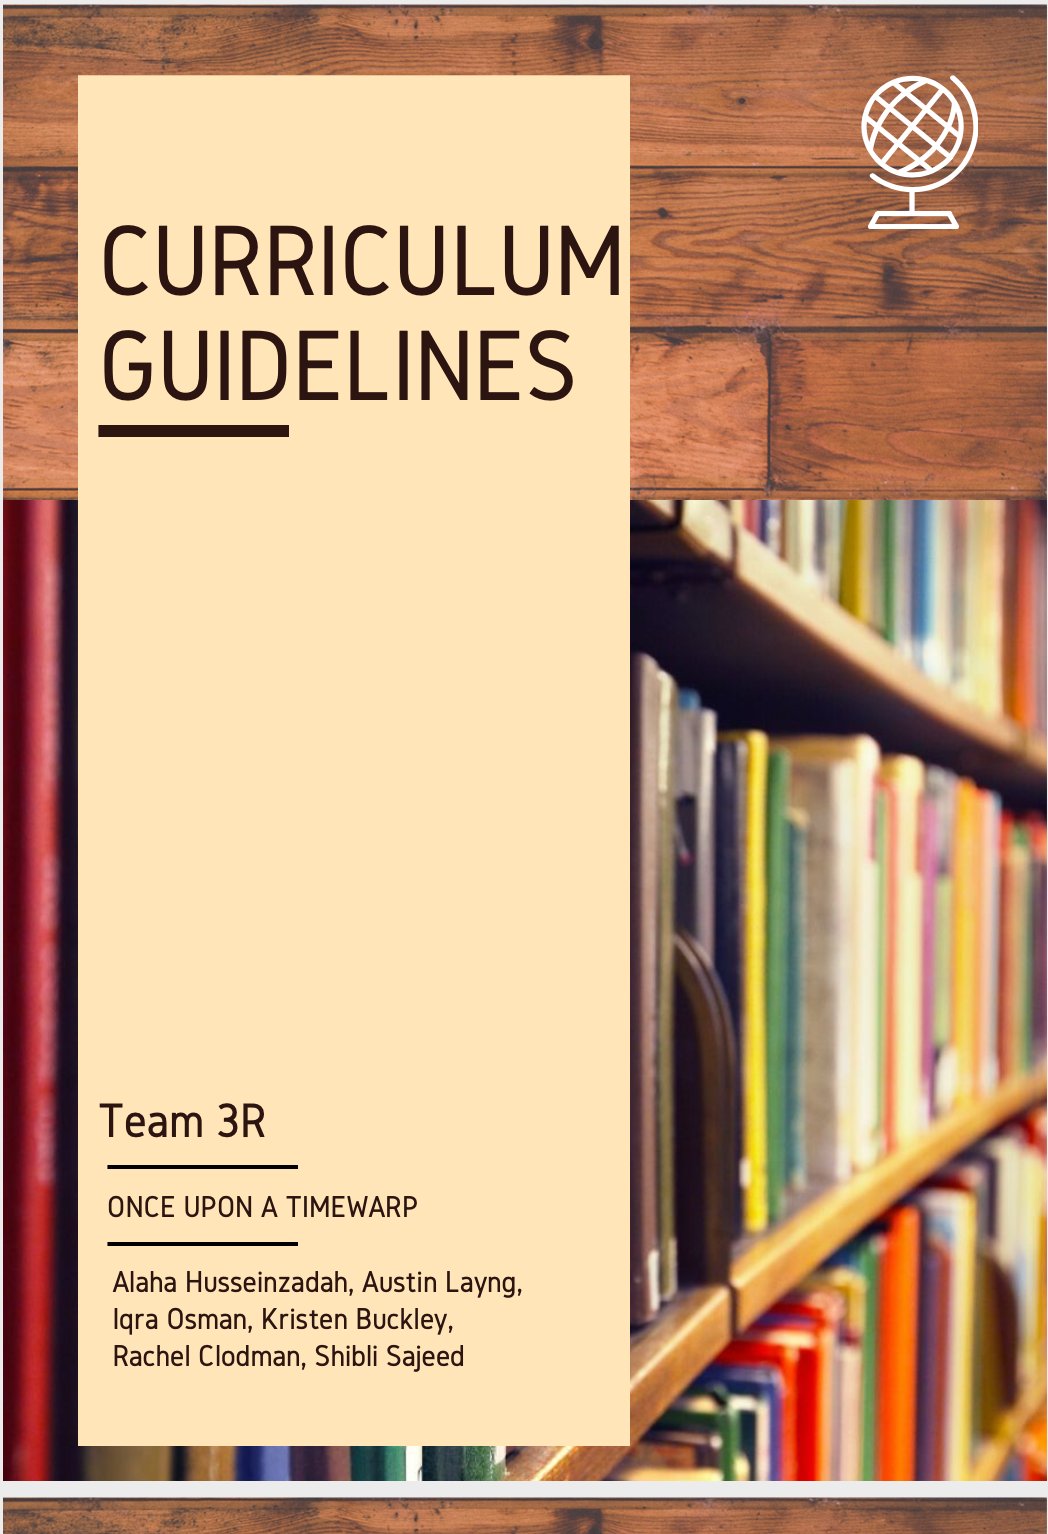 CURRICULUM
GUIDELINES
Team 3R
ONCE UPON A TIMEWARP
Alaha Husseinzadah, Austin Layng,
Iqra Osman, Kristen Buckley,
Rachel Clodman, Shibli Sajeed